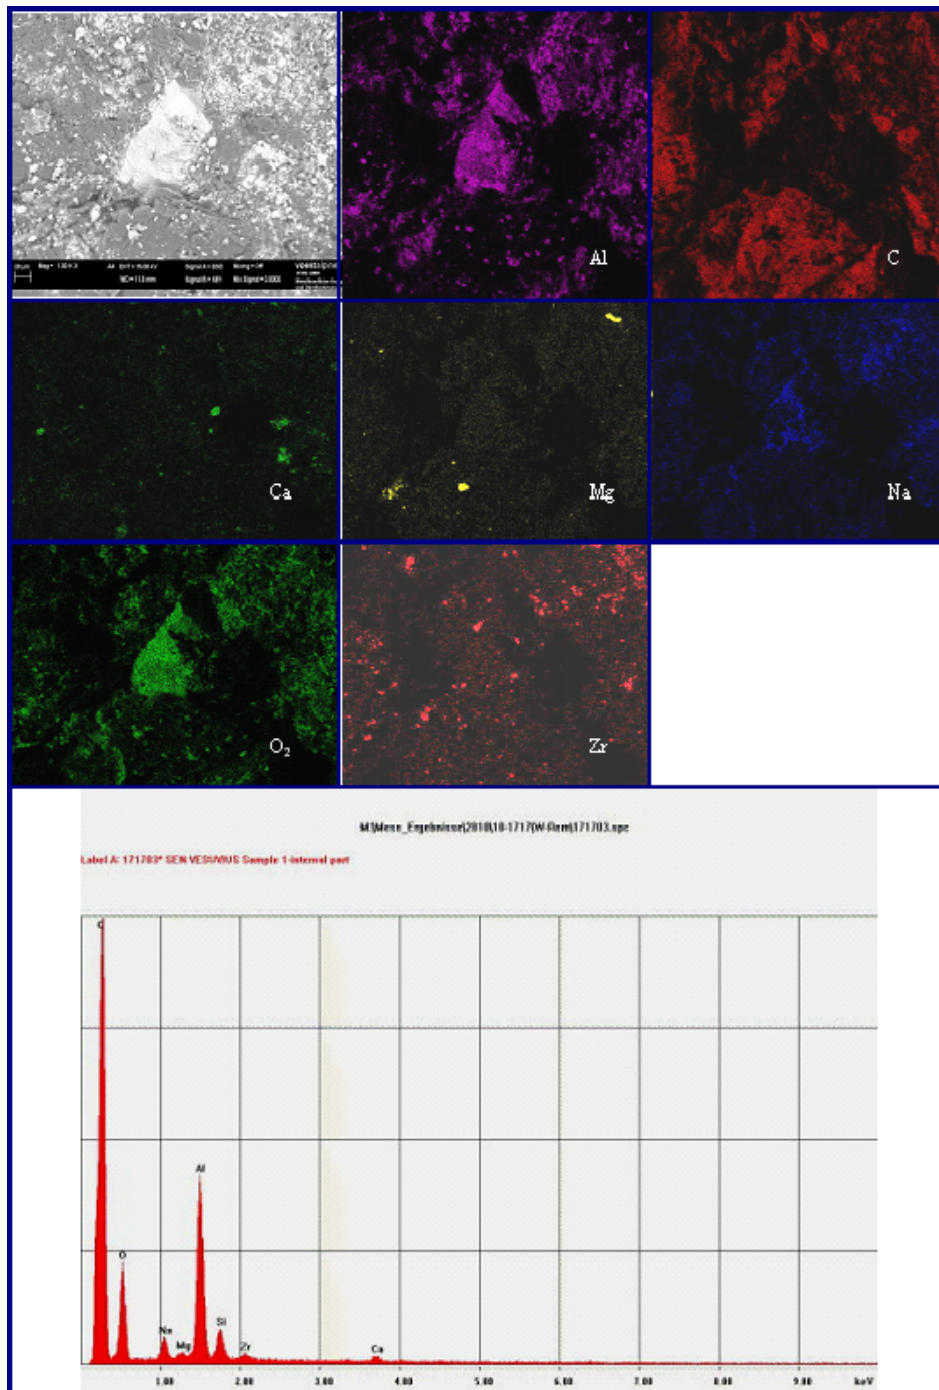 Al
C
Ca
Mg
Na
O₂
Zr
Label A: 171703* SEN VESUVIUS Sample 1-internal part
C
Al
O
Na
Mg
Si
Zr
Ca
1.00 2.00 3.00 4.00 5.00 6.00 7.00 8.00 9.00 keV